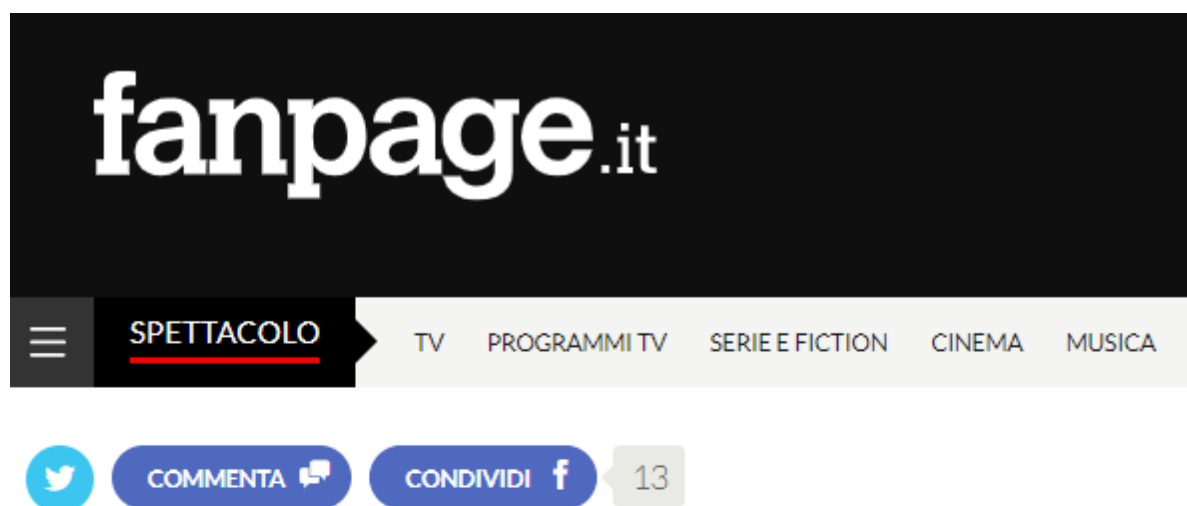 fanpage.it
SPETTACOLO TV PROGRAMMI TV SERIE E FICTION CINEMA MUSICA
COMMENTA CONDIVIDI f 13